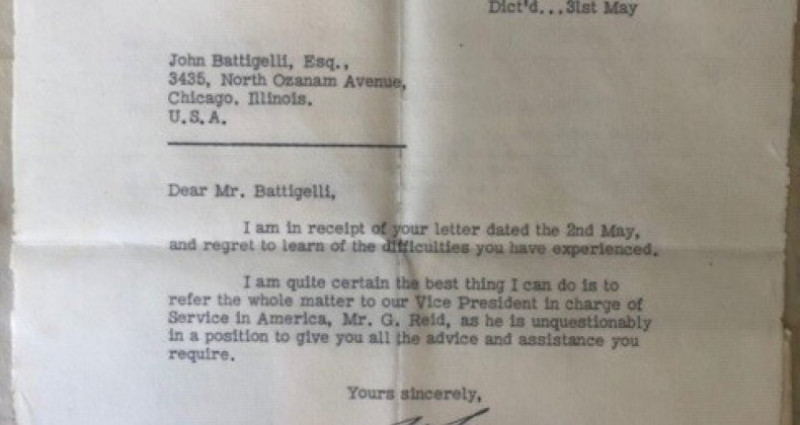 Dict'd...31st May
John Battigelli, Esq.,
3435, North Ozanam Avenue,
Chicago, Illinois.
U.S.A.
Dear Mr. Battigelli,
I am in receipt of your letter dated the 2nd May,
and regret to learn of the difficulties you have experienced.
I am quite certain the best thing I can do is to
refer the whole matter to our Vice President in charge of
Service in America, Mr. G. Reid, as he is unquestionably
in a position to give you all the advice and assistance you
require.
Yours sincerely,